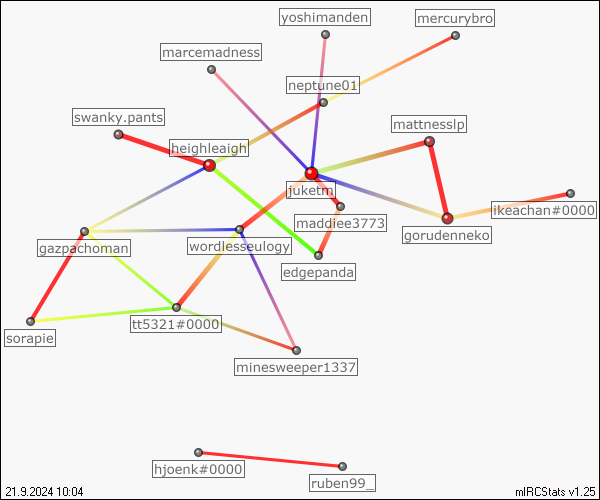 yoshimanden
mercurybro
marcemadness
neptune01
swanky.pants
mattnesslp
heighleaigh
juketm
ikeachan#0000
maddiee3773
gorudenneko
gazpachoman
wordlesseulogy
edgepanda
tt5321#0000
sorapie
minesweeper1337
hjoenk#0000
ruben99_
21.9.2024 10:04
mIRCStats v1.25